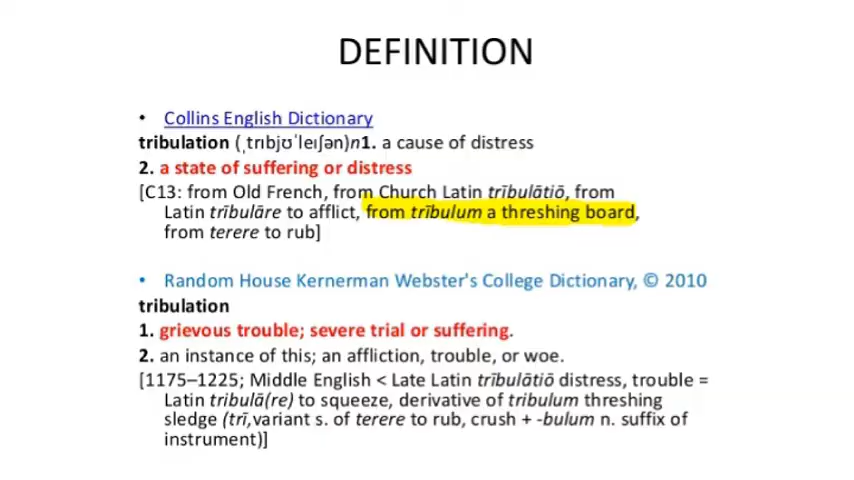 DEFINITION
• Collins English Dictionary
tribulation (ˌtrɪbjʊˈleɪʃən)n1. a cause of distress
2. a state of suffering or distress
[C13: from Old French, from Church Latin trībulātiō, from
Latin trībulāre to afflict, from trībulum a threshing board,
from terere to rub]
• Random House Kernerman Webster's College Dictionary, © 2010
tribulation
1. grievous trouble; severe trial or suffering.
2. an instance of this; an affliction, trouble, or woe.
[1175–1225; Middle English < Late Latin trībulātiō distress, trouble =
Latin tribulā(re) to squeeze, derivative of tribulum threshing
sledge (trī,variant s. of terere to rub, crush + -bulum n. suffix of
instrument)]